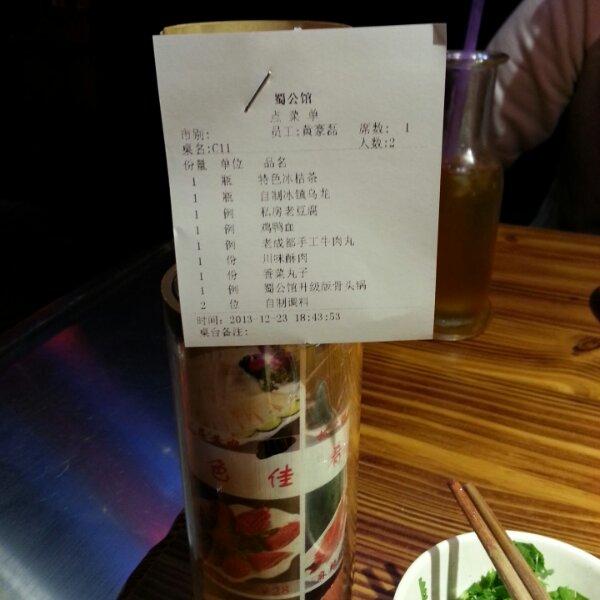 蜀公馆
点 菜 单
市别: 员工:黄豪磊 席数: 1
桌名:C11 人数:2
份量 单位 品名
1 瓶 特色冰桔茶
1 瓶 自制冰镇乌龙
1 例 私房老豆腐
1 例 鸡鸭血
1 例 老成都手工牛肉丸
1 份 川味酥肉
1 份 香菜丸子
1 例 蜀公馆升级版骨头锅
2 位 自制调料
时间: 2013-12-23 18:43:53
桌台备注:
色 佳
¥28